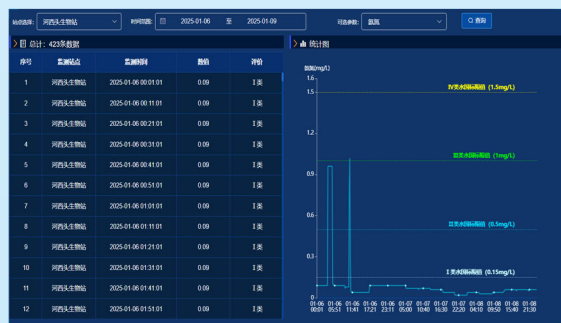 站点选择: 河西头生物站 时间范围: 2025-01-06 至 2025-01-09 可选参数: 氨氮 查询
总计: 423条数据
序号 监测站点 监测时间 数值 评价
1 河西头生物站 2025-01-06 00:01:01 0.09 I类
2 河西头生物站 2025-01-06 00:11:01 0.09 I类
3 河西头生物站 2025-01-06 00:21:01 0.09 I类
4 河西头生物站 2025-01-06 00:31:01 0.09 I类
5 河西头生物站 2025-01-06 00:41:01 0.09 I类
6 河西头生物站 2025-01-06 00:51:01 0.09 I类
7 河西头生物站 2025-01-06 01:01:01 0.09 I类
8 河西头生物站 2025-01-06 01:11:01 0.09 I类
9 河西头生物站 2025-01-06 01:21:01 0.09 I类
10 河西头生物站 2025-01-06 01:31:01 0.09 I类
11 河西头生物站 2025-01-06 01:41:01 0.09 I类
12 河西头生物站 2025-01-06 01:51:01 0.09 I类
统计图
氨氮(mg/L)
1.6
1.5
IV类水国标限值 (1.5mg/L)
1.2
III类水国标限值 (1mg/L)
0.9
0.6
II类水国标限值 (0.5mg/L)
0.3
I 类水国标限值 (0.15mg/L)
0
01-06 01-06 01-06 01-06 01-06 01-07 01-07 01-07 01-07 01-08 01-08 01-08 01-08
00:01 05:51 11:41 17:21 23:11 05:00 10:40 16:30 22:20 04:10 09:50 15:40 21:30